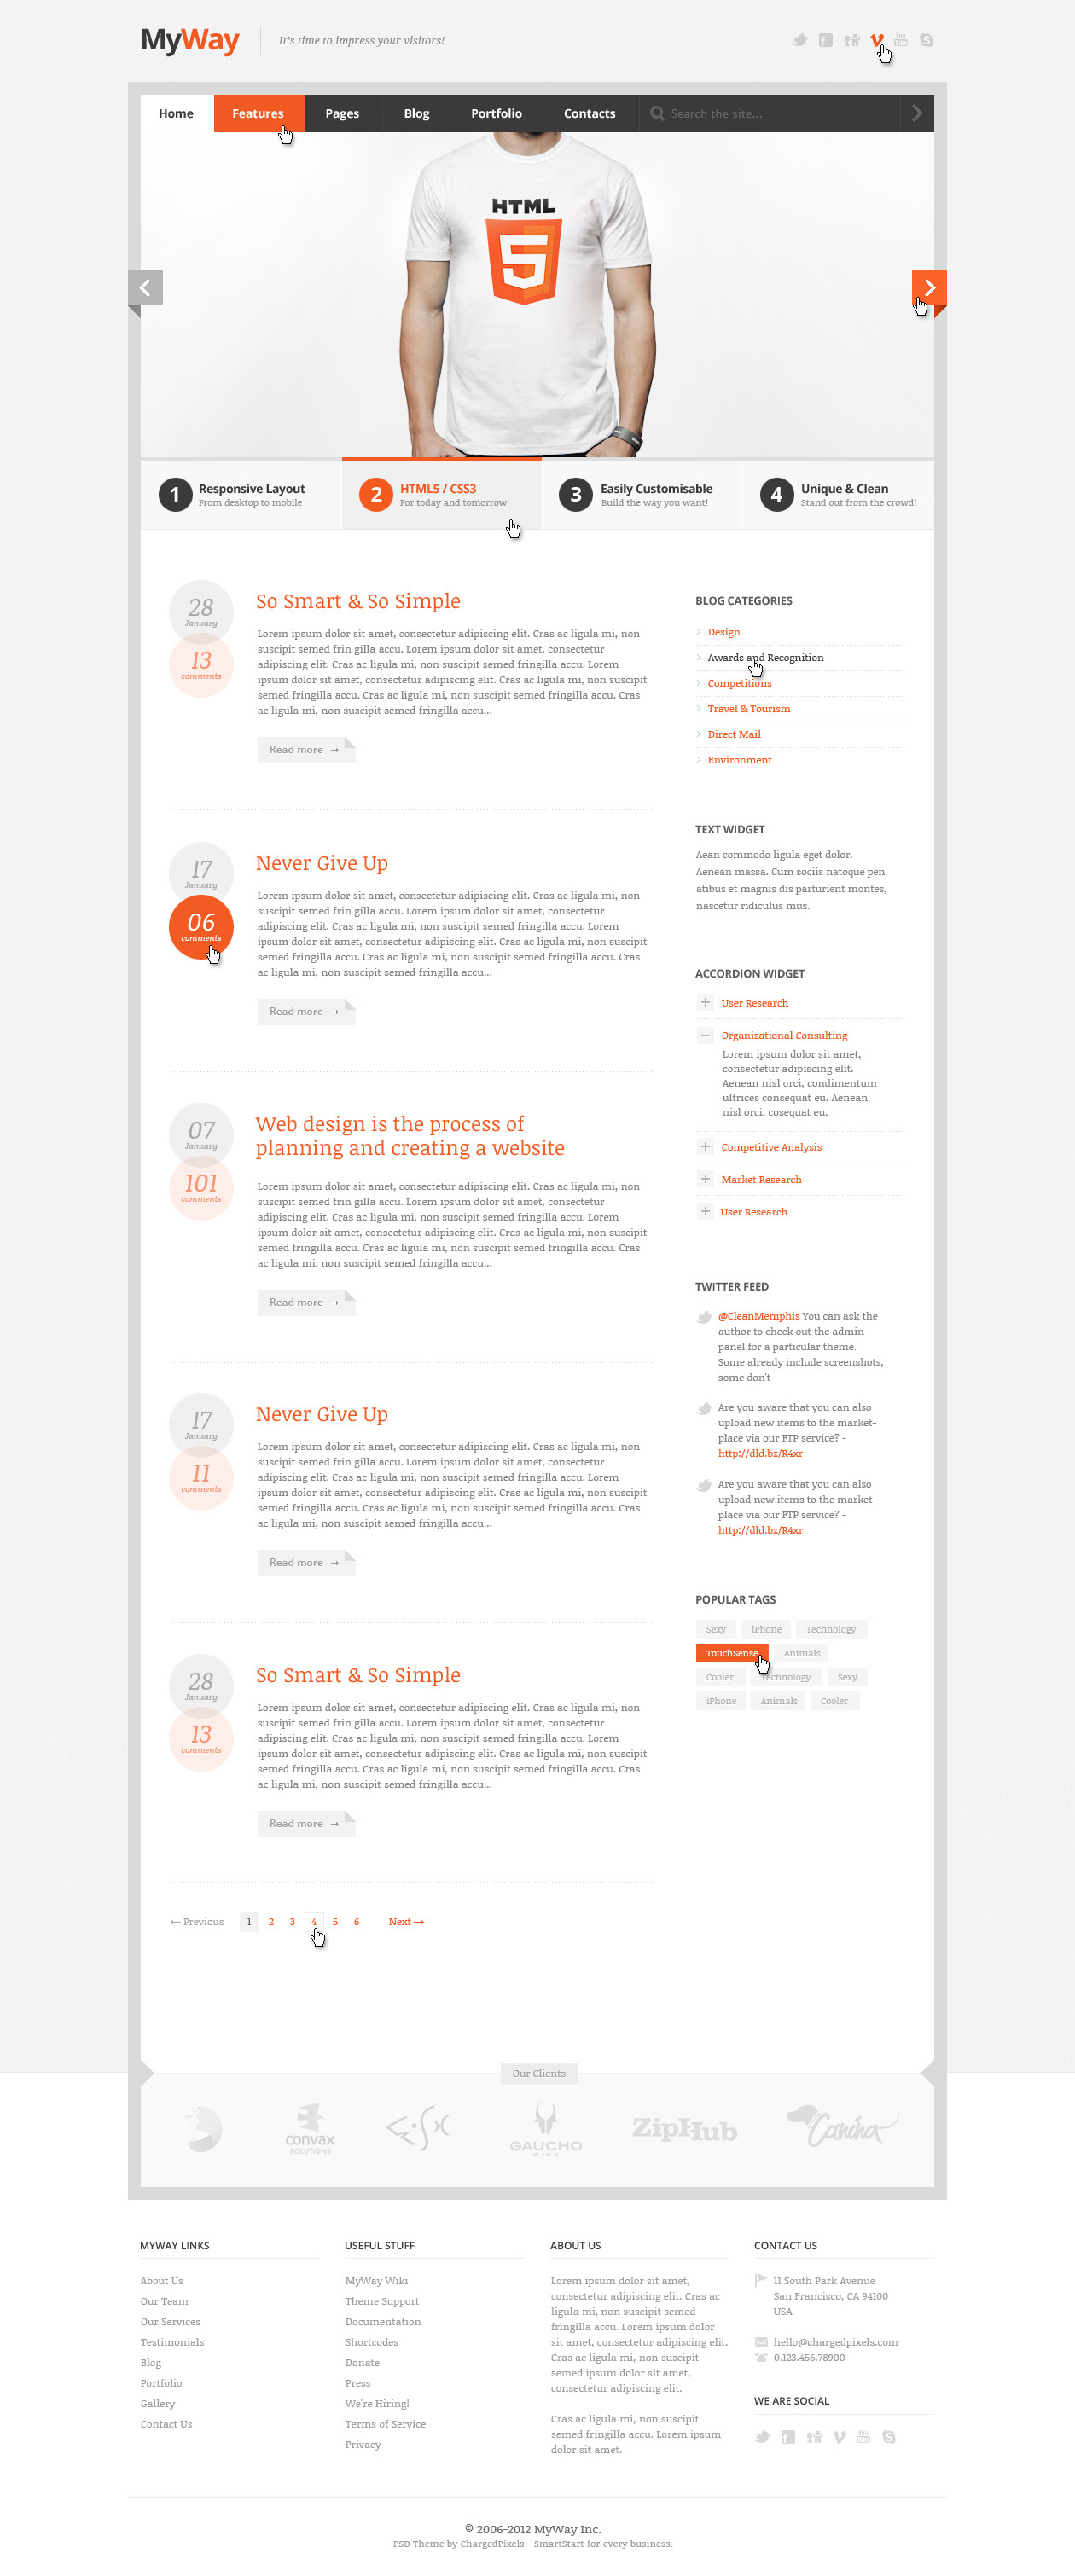 MyWay
It's time to impress your visitors!
Home
Features
Pages
Blog
Portfolio
Contacts
Search the site...
HTML
5
1
Responsive Layout
From desktop to mobile
2
HTML5 / CSS3
For today and tomorrow
3
Easily Customisable
Build the way you want!
4
Unique & Clean
Stand out from the crowd!
28
January
13
comments
So Smart & So Simple
Lorem ipsum dolor sit amet, consectetur adipiscing elit. Cras ac ligula mi, non
suscipit semed frin gilla accu. Lorem ipsum dolor sit amet, consectetur
adipiscing elit. Cras ac ligula mi, non suscipit semed fringilla accu. Lorem
ipsum dolor sit amet, consectetur adipiscing elit. Cras ac ligula mi, non suscipit
semed fringilla accu. Cras ac ligula mi, non suscipit semed fringilla accu. Cras
ac ligula mi, non suscipit semed fringilla accu...
Read more →
17
January
06
comments
Never Give Up
Lorem ipsum dolor sit amet, consectetur adipiscing elit. Cras ac ligula mi, non
suscipit semed frin gilla accu. Lorem ipsum dolor sit amet, consectetur
adipiscing elit. Cras ac ligula mi, non suscipit semed fringilla accu. Lorem
ipsum dolor sit amet, consectetur adipiscing elit. Cras ac ligula mi, non suscipit
semed fringilla accu. Cras ac ligula mi, non suscipit semed fringilla accu. Cras
ac ligula mi, non suscipit semed fringilla accu...
Read more →
07
January
101
comments
Web design is the process of
planning and creating a website
Lorem ipsum dolor sit amet, consectetur adipiscing elit. Cras ac ligula mi, non
suscipit semed frin gilla accu. Lorem ipsum dolor sit amet, consectetur
adipiscing elit. Cras ac ligula mi, non suscipit semed fringilla accu. Lorem
ipsum dolor sit amet, consectetur adipiscing elit. Cras ac ligula mi, non suscipit
semed fringilla accu. Cras ac ligula mi, non suscipit semed fringilla accu. Cras
ac ligula mi, non suscipit semed fringilla accu...
Read more →
17
January
11
comments
Never Give Up
Lorem ipsum dolor sit amet, consectetur adipiscing elit. Cras ac ligula mi, non
suscipit semed frin gilla accu. Lorem ipsum dolor sit amet, consectetur
adipiscing elit. Cras ac ligula mi, non suscipit semed fringilla accu. Lorem
ipsum dolor sit amet, consectetur adipiscing elit. Cras ac ligula mi, non suscipit
semed fringilla accu. Cras ac ligula mi, non suscipit semed fringilla accu. Cras
ac ligula mi, non suscipit semed fringilla accu...
Read more →
28
January
13
comments
So Smart & So Simple
Lorem ipsum dolor sit amet, consectetur adipiscing elit. Cras ac ligula mi, non
suscipit semed frin gilla accu. Lorem ipsum dolor sit amet, consectetur
adipiscing elit. Cras ac ligula mi, non suscipit semed fringilla accu. Lorem
ipsum dolor sit amet, consectetur adipiscing elit. Cras ac ligula mi, non suscipit
semed fringilla accu. Cras ac ligula mi, non suscipit semed fringilla accu. Cras
ac ligula mi, non suscipit semed fringilla accu...
Read more →
← Previous 1 2 3 4 5 6 Next →
BLOG CATEGORIES
Design
Awards and Recognition
Competitions
Travel & Tourism
Direct Mail
Environment
TEXT WIDGET
Aean commodo ligula eget dolor.
Aenean massa. Cum sociis natoque pen
atibus et magnis dis parturient montes,
nascetur ridiculus mus.
ACCORDION WIDGET
User Research
Organizational Consulting
Lorem ipsum dolor sit amet,
consectetur adipiscing elit.
Aenean nisl orci, condimentum
ultrices consequat eu. Aenean
nisl orci, cosequat eu.
Competitive Analysis
Market Research
User Research
TWITTER FEED
@CleanMemphis You can ask the
author to check out the admin
panel for a particular theme.
Some already include screenshots,
some don't
Are you aware that you can also
upload new items to the market-
place via our FTP service? -
http://dld.bz/R4xr
Are you aware that you can also
upload new items to the market-
place via our FTP service? -
http://dld.bz/R4xr
POPULAR TAGS
Sexy iPhone Technology
TouchSense Animals
Cooler Technology Sexy
iPhone Animals Cooler
Our Clients
convax
SOLUTIONS
GAUCHO
WINE
ZipHub
Canina
MYWAY LINKS
About Us
Our Team
Our Services
Testimonials
Blog
Portfolio
Gallery
Contact Us
USEFUL STUFF
MyWay Wiki
Theme Support
Documentation
Shortcodes
Donate
Press
We're Hiring!
Terms of Service
Privacy
ABOUT US
Lorem ipsum dolor sit amet,
consectetur adipiscing elit. Cras ac
ligula mi, non suscipit semed
fringilla accu. Lorem ipsum dolor
sit amet, consectetur adipiscing elit.
Cras ac ligula mi, non suscipit
semed ipsum dolor sit amet,
consectetur adipiscing elit.
Cras ac ligula mi, non suscipit
semed fringilla accu. Lorem ipsum
dolor sit amet.
CONTACT US
11 South Park Avenue
San Francisco, CA 94100
USA
hello@chargedpixels.com
0.123.456.78900
WE ARE SOCIAL
© 2006-2012 MyWay Inc.
PSD Theme by ChargedPixels - SmartStart for every business.